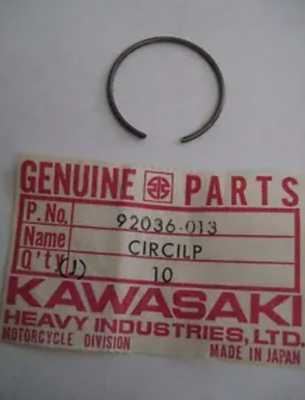 GENUINE PARTS
P.No. 92036-013
Name CIRCILP
Q'ty(J) 10
KAWASAKI
HEAVY INDUSTRIES, LTD.
MOTORCYCLE DIVISION MADE IN JAPAN